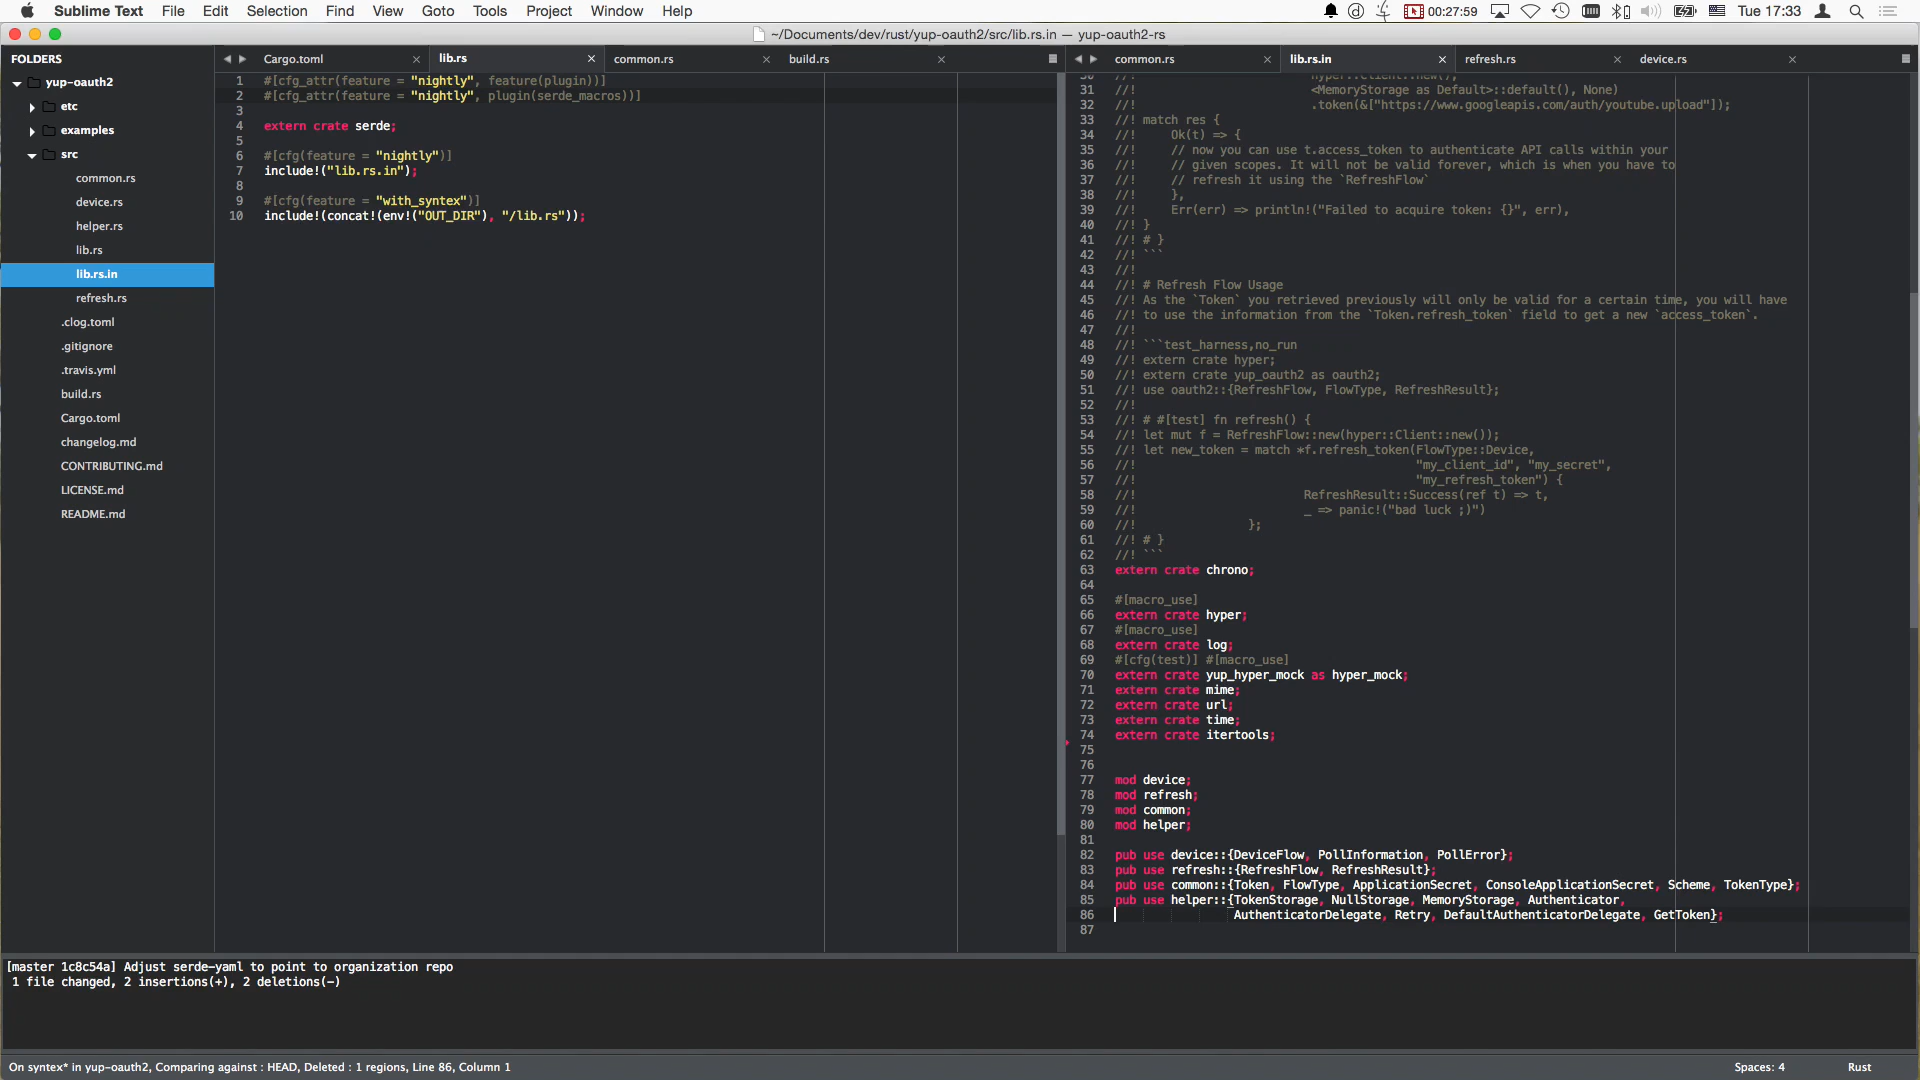 Sublime Text File Edit Selection Find View Goto Tools Project Window Help 00:27:59 Tue 17:33
~/Documents/dev/rust/yup-oauth2/src/lib.rs.in — yup-oauth2-rs
FOLDERS
yup-oauth2
etc
examples
src
common.rs
device.rs
helper.rs
lib.rs
lib.rs.in
refresh.rs
.clog.toml
.gitignore
.travis.yml
build.rs
Cargo.toml
changelog.md
CONTRIBUTING.md
LICENSE.md
README.md
Cargo.toml lib.rs common.rs build.rs
1 #[cfg_attr(feature = "nightly", feature(plugin))]
2 #[cfg_attr(feature = "nightly", plugin(serde_macros))]
3
4 extern crate serde;
5
6 #[cfg(feature = "nightly")]
7 include!("lib.rs.in");
8
9 #[cfg(feature = "with_syntex")]
10 include!(concat!(env!("OUT_DIR"), "/lib.rs"));
common.rs lib.rs.in refresh.rs device.rs
30 //! hyper::Client::new(),
31 //! <MemoryStorage as Default>::default(), None)
32 //! .token(&["https://www.googleapis.com/auth/youtube.upload"]);
33 //! match res {
34 //! Ok(t) => {
35 //! // now you can use t.access_token to authenticate API calls within your
36 //! // given scopes. It will not be valid forever, which is when you have to
37 //! // refresh it using the `RefreshFlow`
38 //! },
39 //! Err(err) => println!("Failed to acquire token: {}", err),
40 //! }
41 //! # }
42 //! ```
43 //!
44 //! # Refresh Flow Usage
45 //! As the `Token` you retrieved previously will only be valid for a certain time, you will have
46 //! to use the information from the `Token.refresh_token` field to get a new `access_token`.
47 //!
48 //! ```test_harness,no_run
49 //! extern crate hyper;
50 //! extern crate yup_oauth2 as oauth2;
51 //! use oauth2::{RefreshFlow, FlowType, RefreshResult};
52 //!
53 //! # #[test] fn refresh() {
54 //! let mut f = RefreshFlow::new(hyper::Client::new());
55 //! let new_token = match *f.refresh_token(FlowType::Device,
56 //! "my_client_id", "my_secret",
57 //! "my_refresh_token") {
58 //! RefreshResult::Success(ref t) => t,
59 //! _ => panic!("bad luck ;)")
60 //! };
61 //! # }
62 //! ```
63 extern crate chrono;
64
65 #[macro_use]
66 extern crate hyper;
67 #[macro_use]
68 extern crate log;
69 #[cfg(test)] #[macro_use]
70 extern crate yup_hyper_mock as hyper_mock;
71 extern crate mime;
72 extern crate url;
73 extern crate time;
74 extern crate itertools;
75
76
77 mod device;
78 mod refresh;
79 mod common;
80 mod helper;
81
82 pub use device::{DeviceFlow, PollInformation, PollError};
83 pub use refresh::{RefreshFlow, RefreshResult};
84 pub use common::{Token, FlowType, ApplicationSecret, ConsoleApplicationSecret, Scheme, TokenType};
85 pub use helper::{TokenStorage, NullStorage, MemoryStorage, Authenticator,
86 AuthenticatorDelegate, Retry, DefaultAuthenticatorDelegate, GetToken};
87
[master 1c8c54a] Adjust serde-yaml to point to organization repo
1 file changed, 2 insertions(+), 2 deletions(-)
On syntex* in yup-oauth2, Comparing against : HEAD, Deleted : 1 regions, Line 86, Column 1 Spaces: 4 Rust